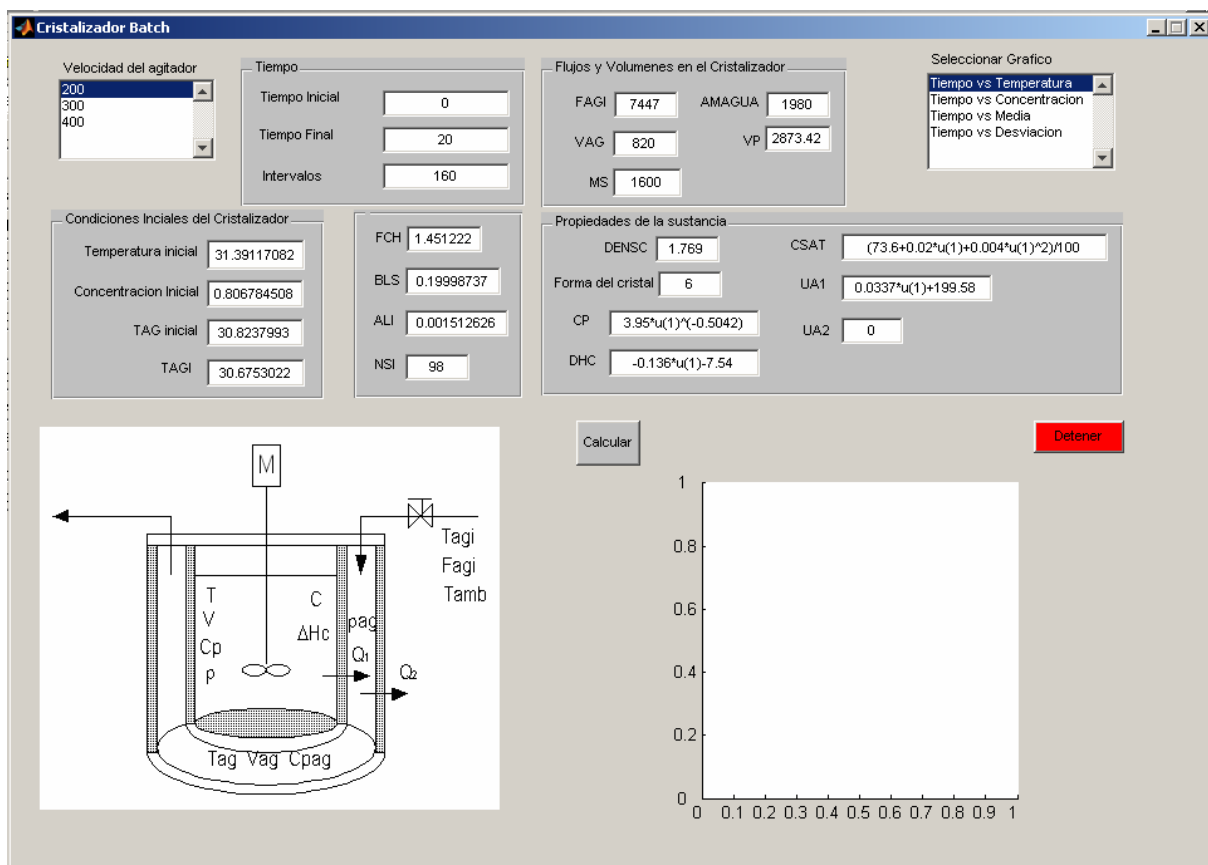 Cristalizador Batch
Velocidad del agitador
200
300
400
Tiempo
Tiempo Inicial 0
Tiempo Final 20
Intervalos 160
Flujos y Volumenes en el Cristalizador
FAGI 7447 AMAGUA 1980
VAG 820 VP 2873.42
MS 1600
Seleccionar Grafico
Tiempo vs Temperatura
Tiempo vs Concentracion
Tiempo vs Media
Tiempo vs Desviacion
Condiciones Inciales del Cristalizador
Temperatura inicial 31.39117082
Concentracion Inicial 0.806784508
TAG inicial 30.8237993
TAGI 30.6753022
FCH 1.451222
BLS 0.19998737
ALI 0.001512626
NSI 98
Propiedades de la sustancia
DENSC 1.769 CSAT (73.6+0.02*u(1)+0.004*u(1)^2)/100
Forma del cristal 6 UA1 0.0337*u(1)+199.58
CP 3.95*u(1)^(-0.5042) UA2 0
DHC -0.136*u(1)-7.54
Calcular
Detener
M
Tagi
Fagi
Tamb
T C
V ΔHc pag
Cp Q1
p Q2
Tag Vag Cpag
1
0.8
0.6
0.4
0.2
0
0 0.1 0.2 0.3 0.4 0.5 0.6 0.7 0.8 0.9 1